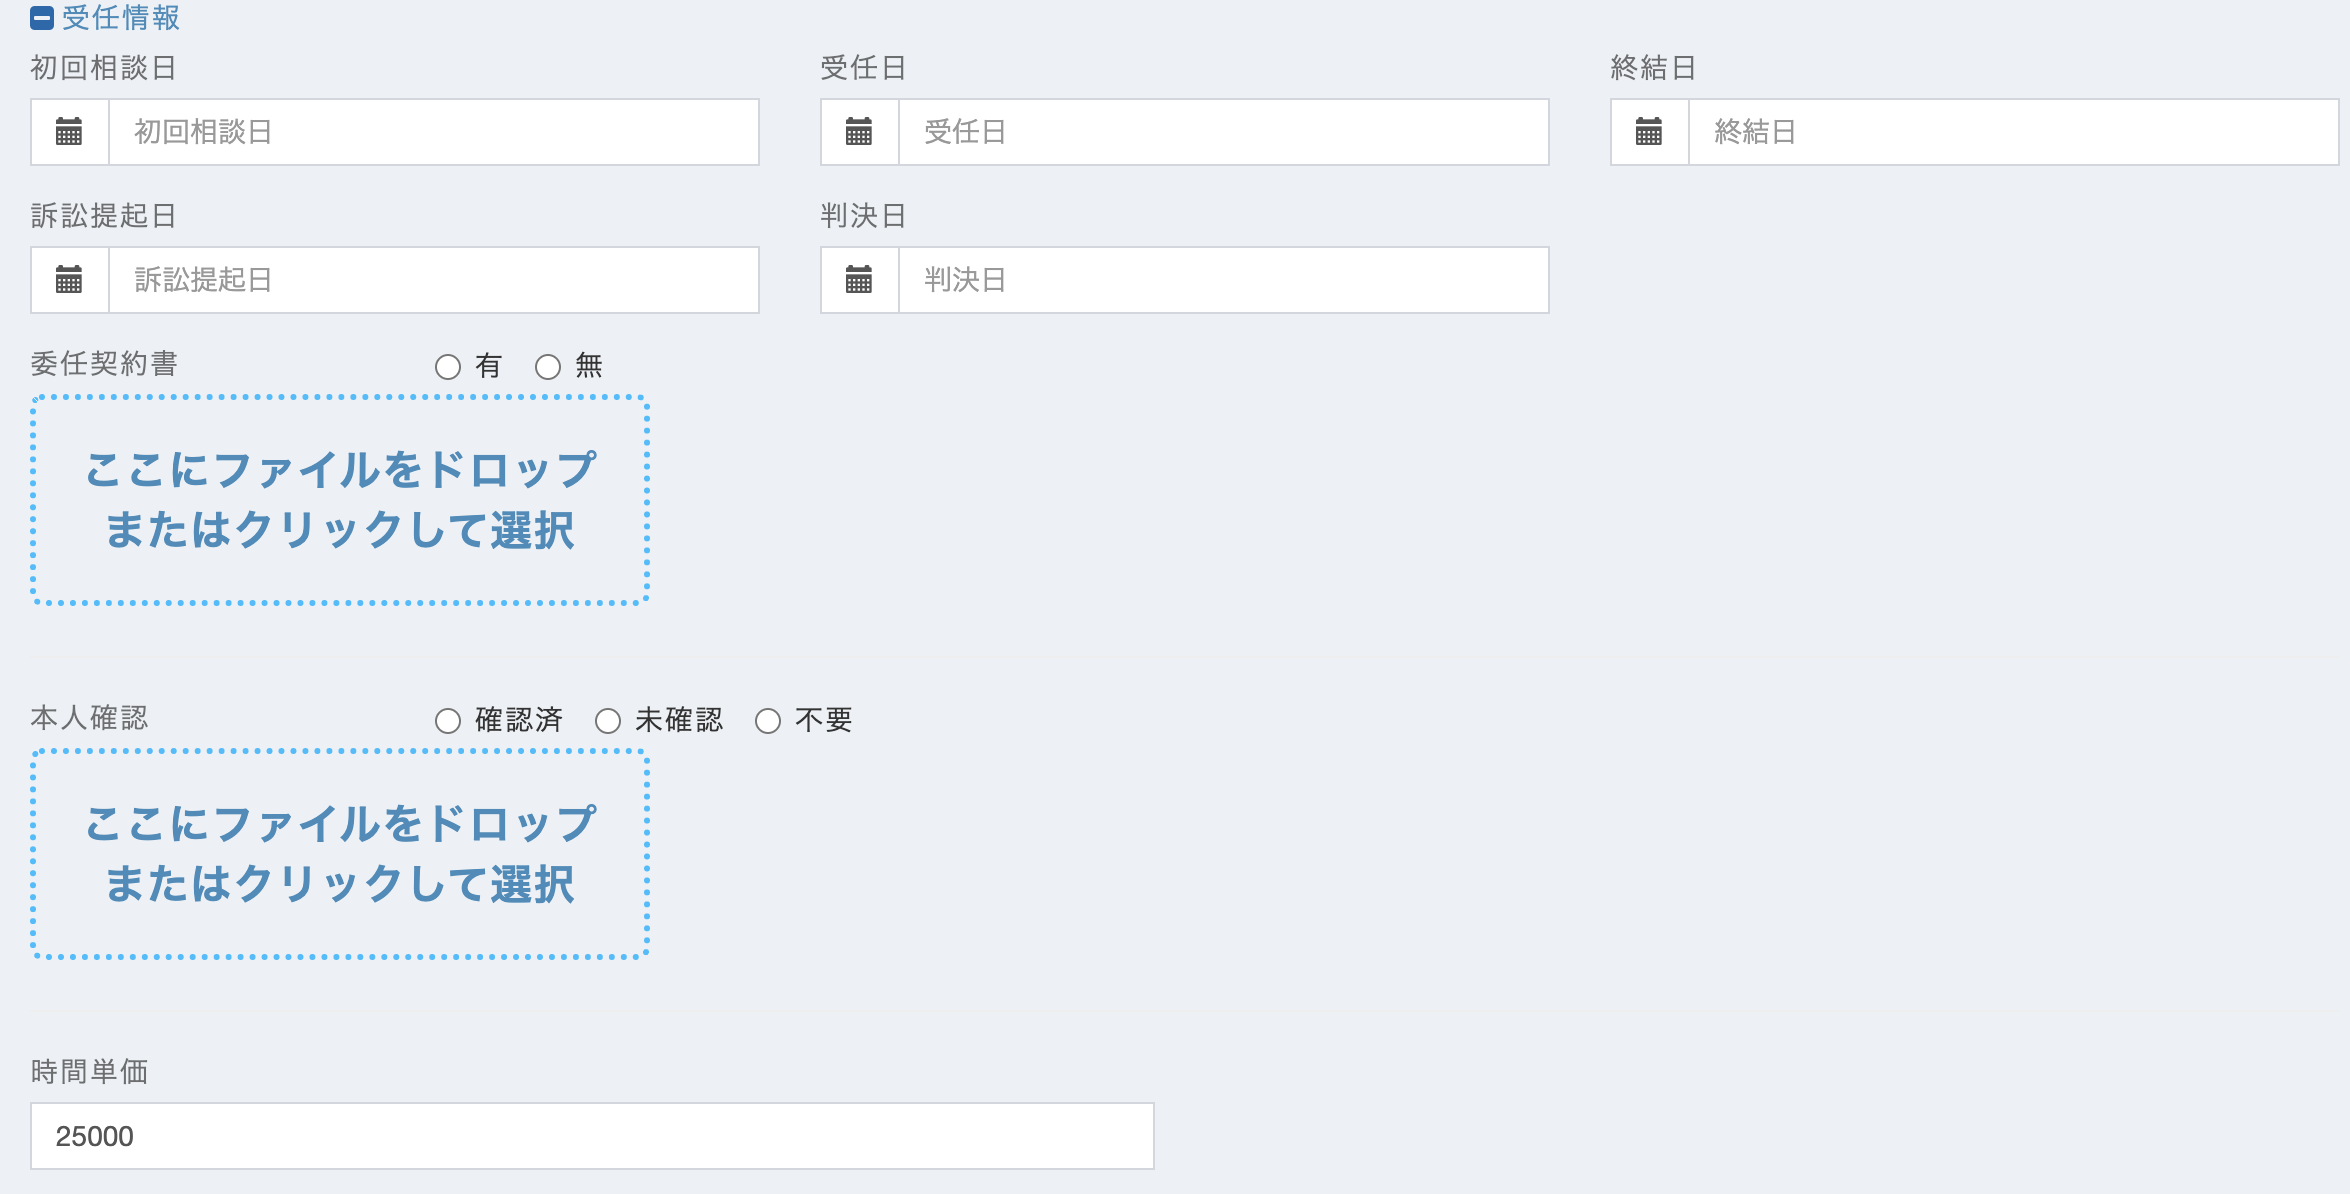 受任情報
初回相談日
受任日
終結日
初回相談日
受任日
終結日
訴訟提起日
判決日
訴訟提起日
判決日
委任契約書 有 無
ここにファイルをドロップ
またはクリックして選択
本人確認 確認済 未確認 不要
ここにファイルをドロップ
またはクリックして選択
時間単価
25000